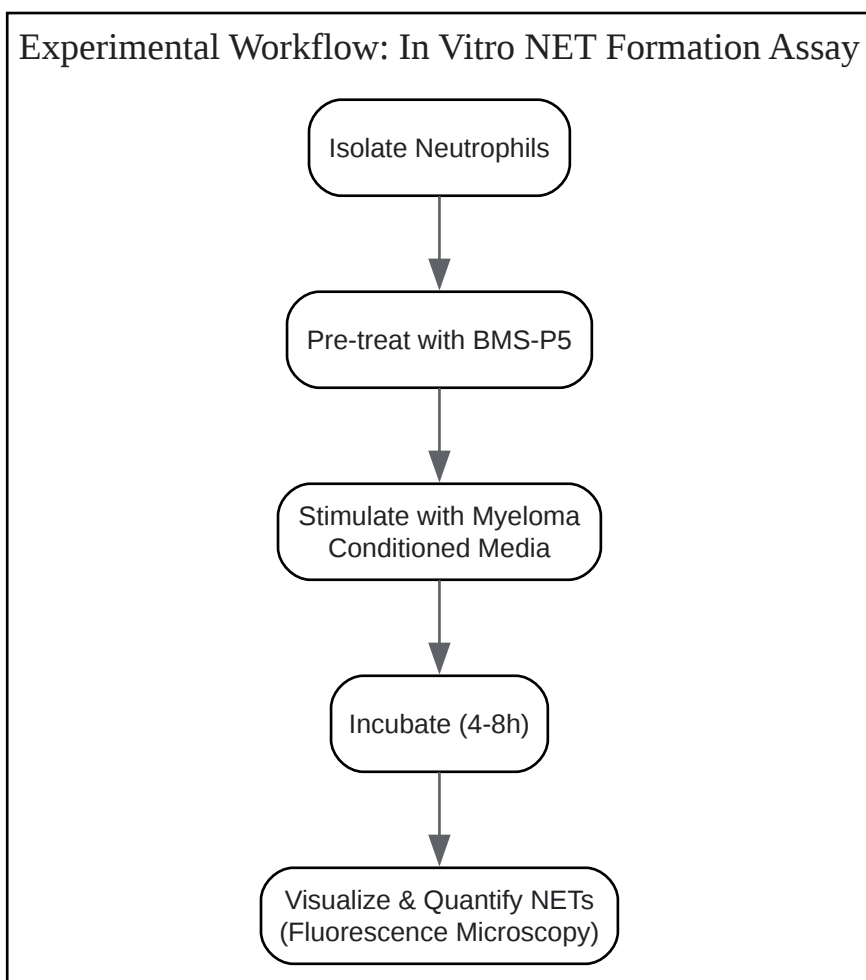 Experimental Workflow: In Vitro NET Formation Assay
Isolate Neutrophils
Pre-treat with BMS-P5
Stimulate with Myeloma
Conditioned Media
Incubate (4-8h)
Visualize & Quantify NETs
(Fluorescence Microscopy)